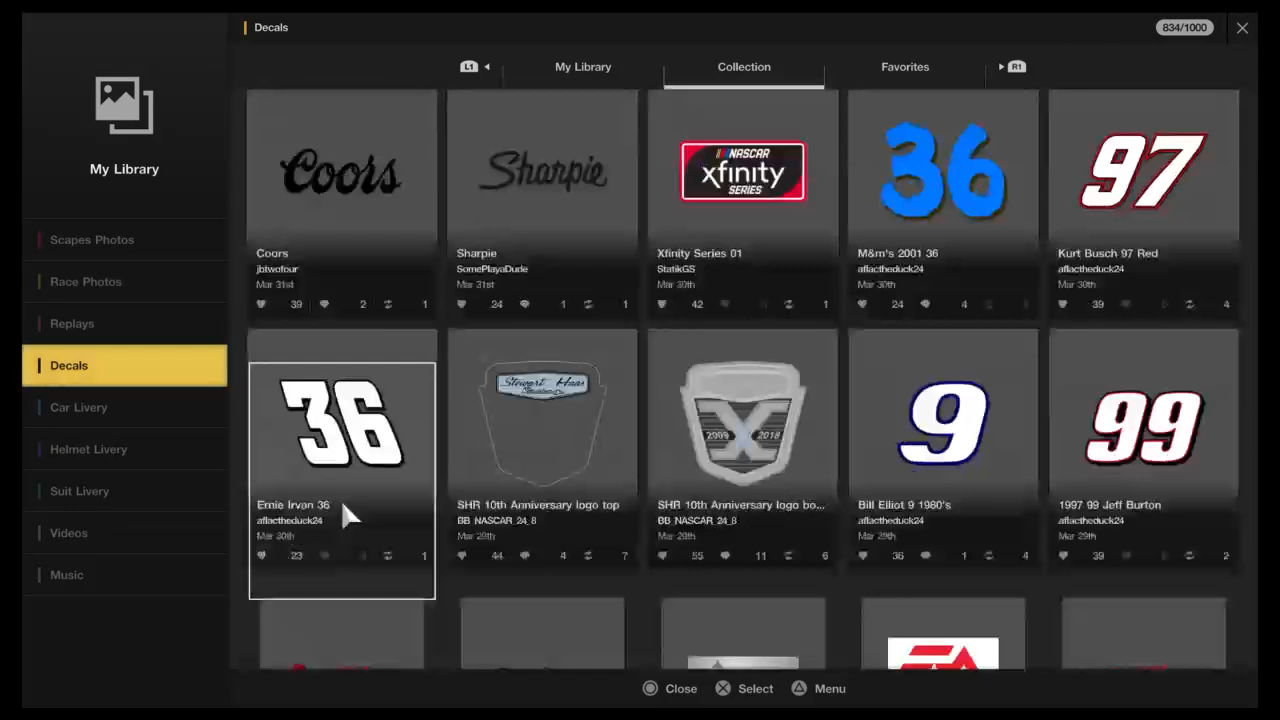 Decals
834/1000
My Library
Scapes Photos
Race Photos
Replays
Decals
Car Livery
Helmet Livery
Suit Livery
Videos
Music
L1
My Library
Collection
Favorites
R1
Coors
Sharpie
NASCAR
xfinity
SERIES
36
97
Coors
jbtwofour
Mar 31st
39 2 1
Sharpie
SomePlayaDude
Mar 31st
24 1 1
Xfinity Series 01
StatikGS
Mar 30th
42 1
M&m's 2001 36
aflactheduck24
Mar 30th
24 4
Kurt Busch 97 Red
aflactheduck24
Mar 30th
39 4
36
Stewart Haas
X
2009 2018
9
99
Ernie Irvan 36
aflactheduck24
Mar 30th
23 1
SHR 10th Anniversary logo top
BB_NASCAR_24_8
Mar 29th
44 4 7
SHR 10th Anniversary logo bo...
BB_NASCAR_24_8
Mar 29th
55 11 6
Bill Elliot 9 1980's
aflactheduck24
Mar 29th
36 1 4
1997 99 Jeff Burton
aflactheduck24
Mar 29th
39 2
EA
Close
Select
Menu